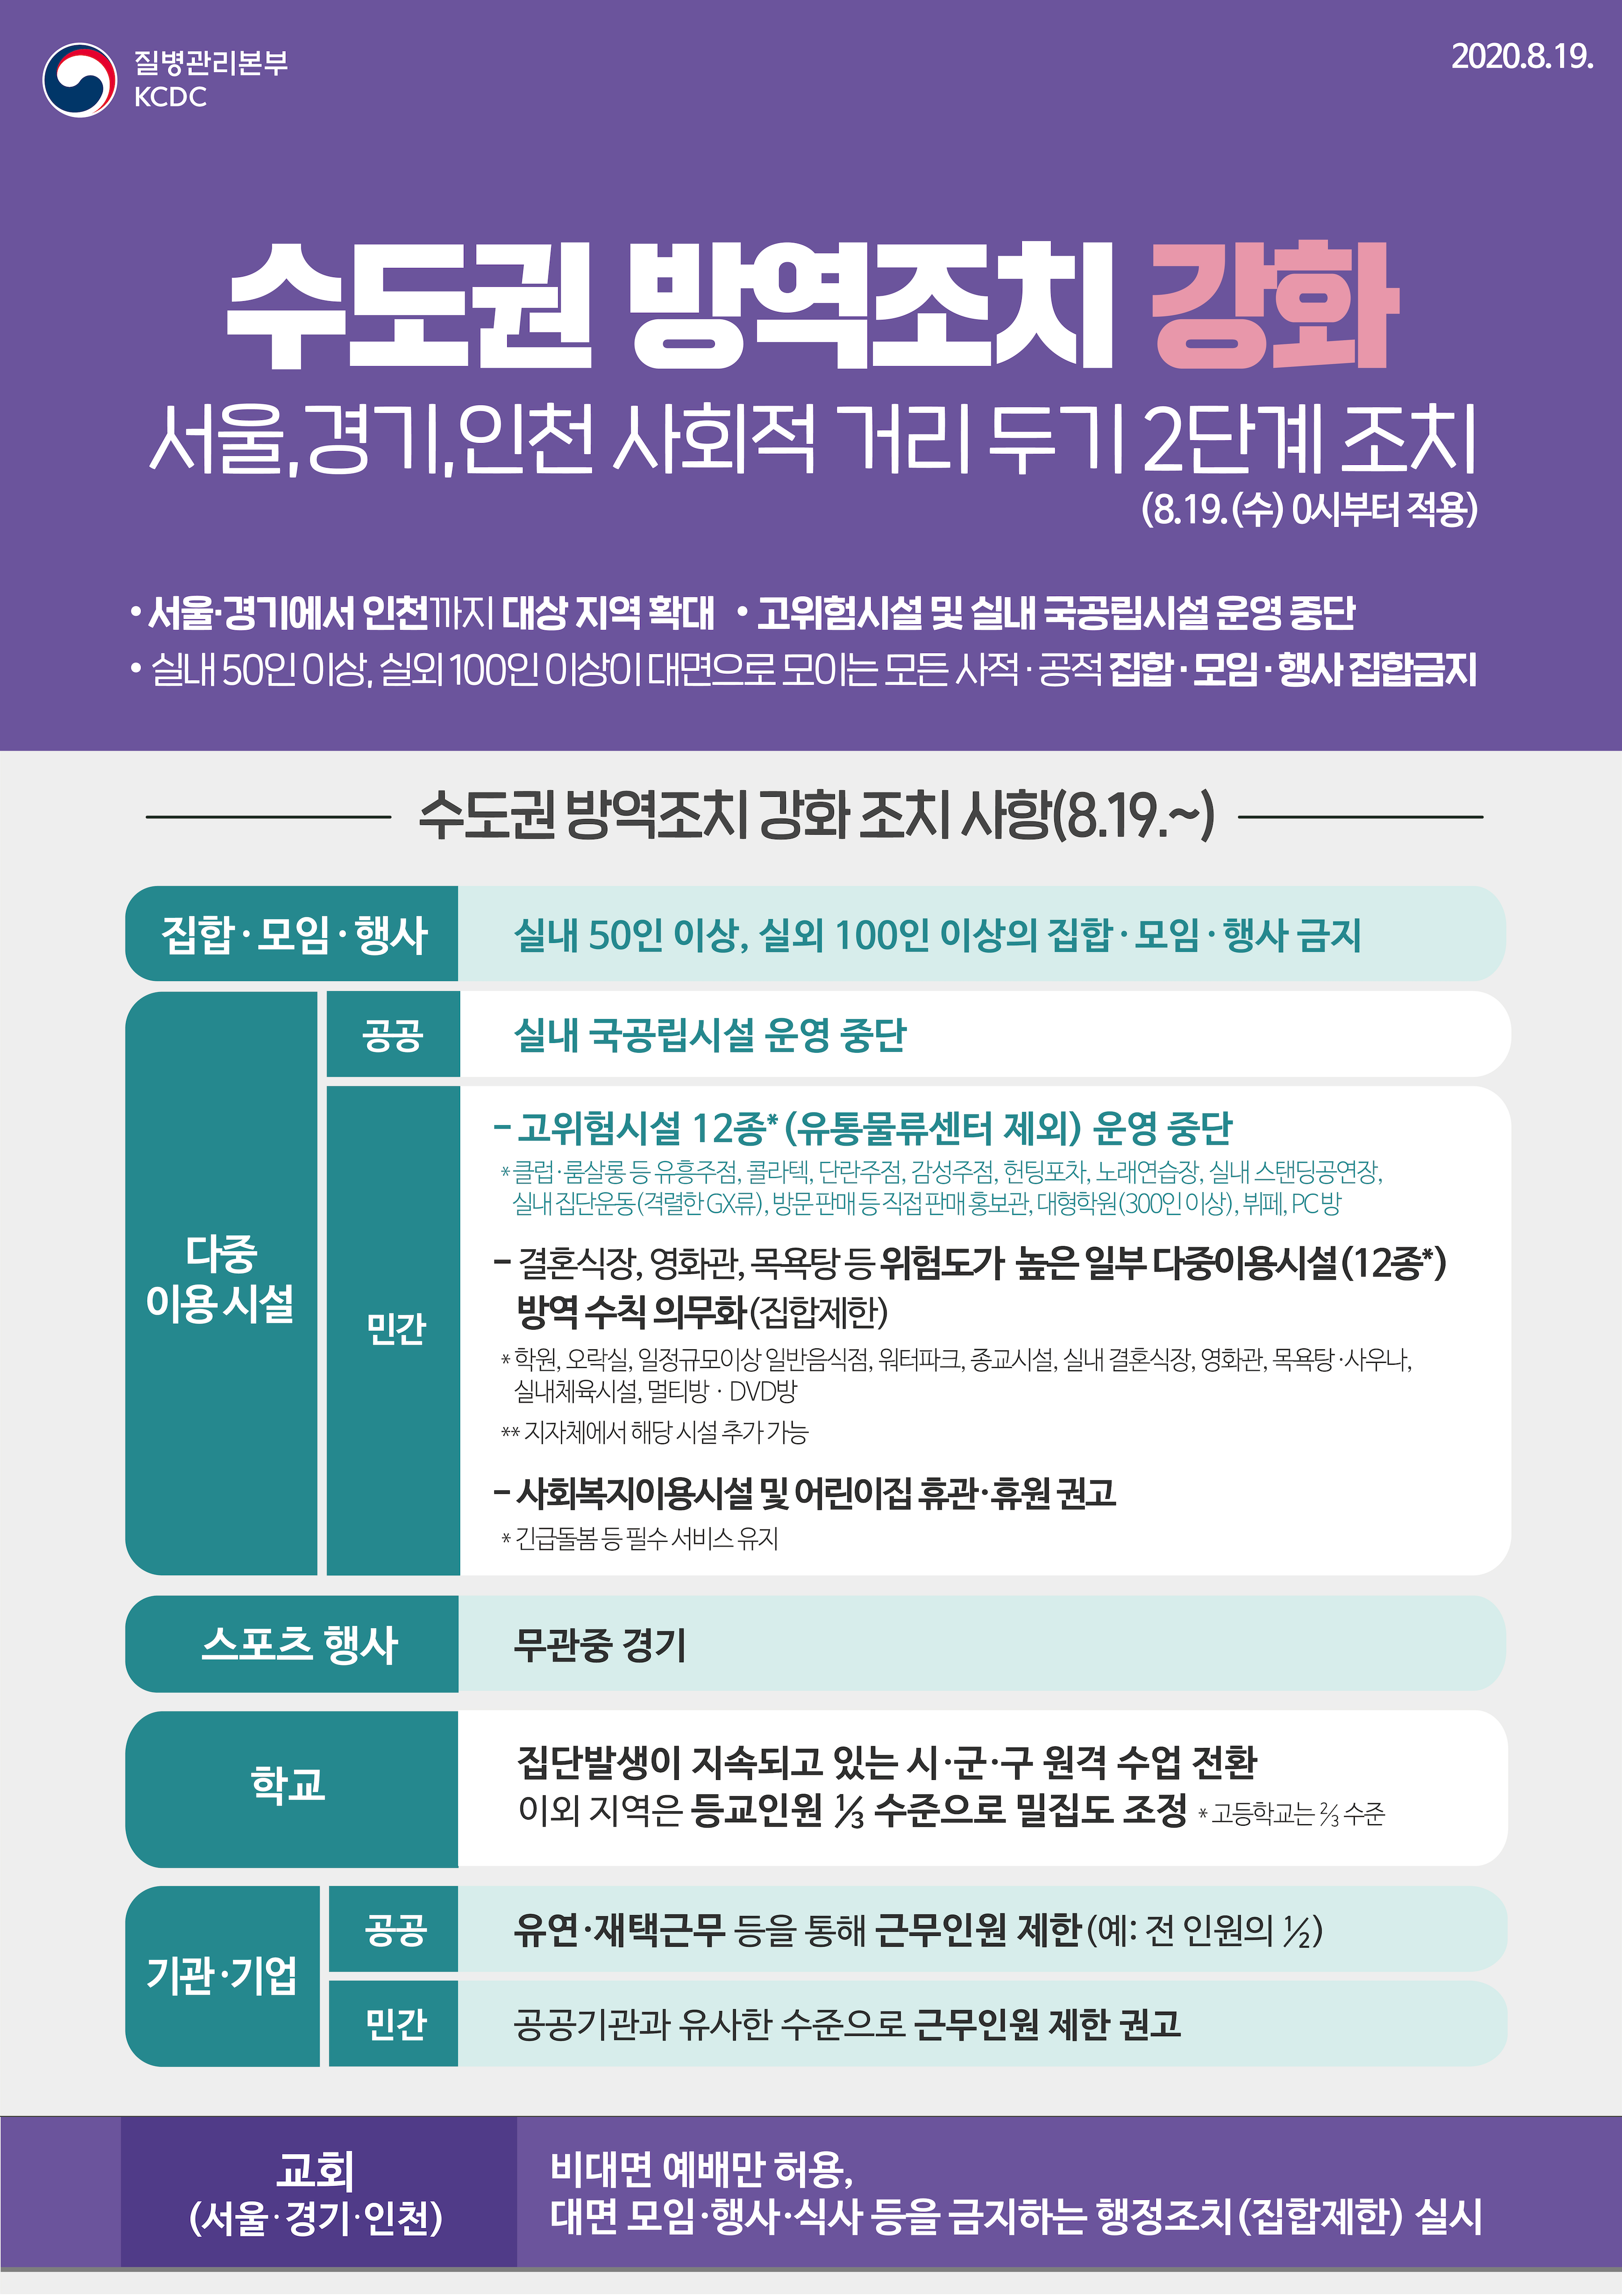 질병관리본부
KCDC
2020.8.19.
수도권 방역조치 강화
서울,경기,인천 사회적 거리 두기 2단계 조치
(8.19.(수) 0시부터 적용)
• 서울·경기에서 인천까지 대상 지역 확대 • 고위험시설 및 실내 국공립시설 운영 중단
• 실내 50인 이상, 실외 100인 이상이 대면으로 모이는 모든 사적·공적 집합·모임·행사 집합금지
수도권 방역조치 강화 조치 사항(8.19.~)
집합·모임·행사
실내 50인 이상, 실외 100인 이상의 집합·모임·행사 금지
다중
이용 시설
공공
실내 국공립시설 운영 중단
민간
– 고위험시설 12종*(유통물류센터 제외) 운영 중단
* 클럽·룸살롱 등 유흥주점, 콜라텍, 단란주점, 감성주점, 헌팅포차, 노래연습장, 실내 스탠딩공연장,
실내 집단운동(격렬한 GX류), 방문 판매 등 직접 판매 홍보관, 대형학원(300인 이상), 뷔페, PC방
– 결혼식장, 영화관, 목욕탕 등 위험도가 높은 일부 다중이용시설(12종*)
방역 수칙 의무화(집합제한)
* 학원, 오락실, 일정규모이상 일반음식점, 워터파크, 종교시설, 실내 결혼식장, 영화관, 목욕탕·사우나,
실내체육시설, 멀티방 · DVD방
** 지자체에서 해당 시설 추가 가능
– 사회복지이용시설 및 어린이집 휴관·휴원 권고
* 긴급돌봄 등 필수 서비스 유지
스포츠 행사
무관중 경기
학교
집단발생이 지속되고 있는 시·군·구 원격 수업 전환
이외 지역은 등교인원 ⅓ 수준으로 밀집도 조정 * 고등학교는 ⅔ 수준
기관·기업
공공
유연·재택근무 등을 통해 근무인원 제한(예: 전 인원의 ½)
민간
공공기관과 유사한 수준으로 근무인원 제한 권고
교회
(서울·경기·인천)
비대면 예배만 허용,
대면 모임·행사·식사 등을 금지하는 행정조치(집합제한) 실시